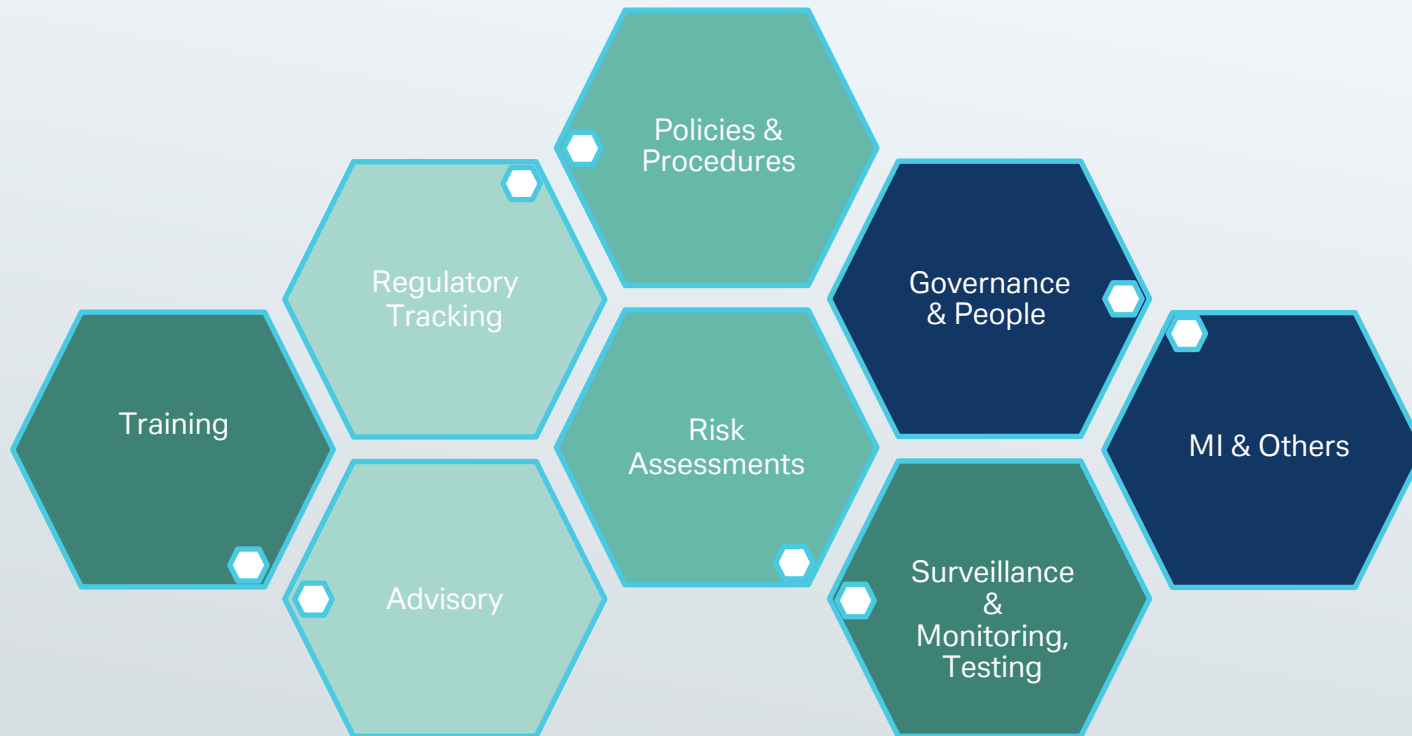 Policies &
Procedures
Regulatory
Tracking
Governance
& People
Training
Risk
Assessments
MI & Others
Advisory
Surveillance
&
Monitoring,
Testing